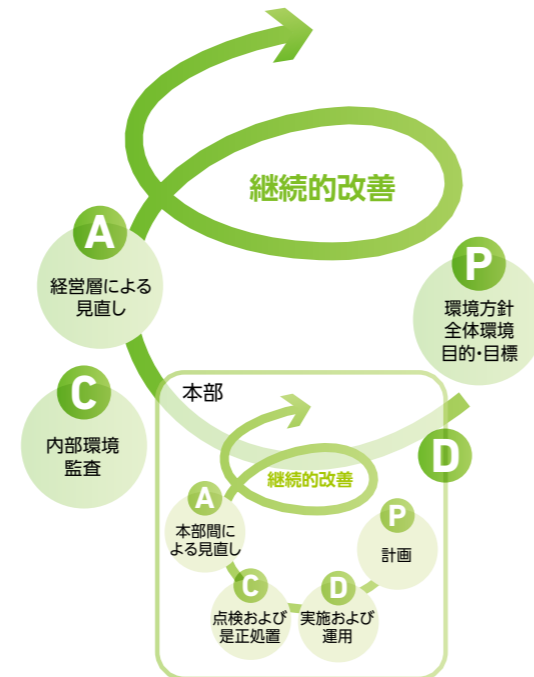 継続的改善
A
経営層による
見直し
P
環境方針
全体環境
目的・目標
C
内部環境
監査
D
本部
継続的改善
A
本部間に
よる見直し
P
計画
C
点検および
是正処置
D
実施および
運用